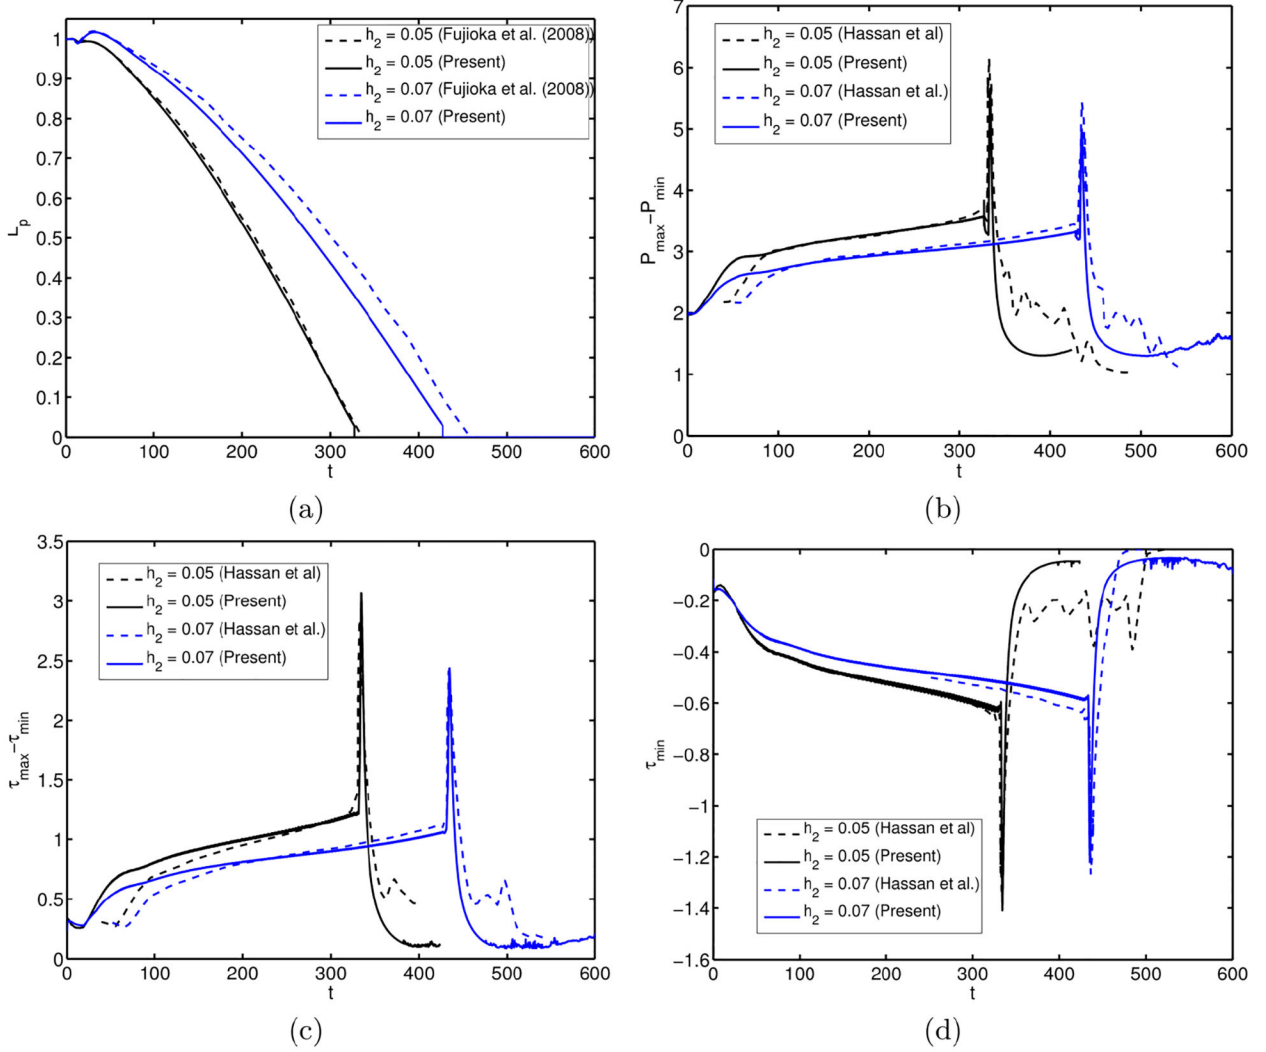 h2 = 0.05 (Fujioka et al. (2008))
h2 = 0.05 (Present)
h2 = 0.07 (Fujioka et al. (2008))
h2 = 0.07 (Present)
1
0.9
0.8
0.7
0.6
0.5
0.4
0.3
0.2
0.1
0
Lp
0 100 200 300 400 500 600
t
(a)
h2 = 0.05 (Hassan et al)
h2 = 0.05 (Present)
h2 = 0.07 (Hassan et al.)
h2 = 0.07 (Present)
7
6
5
4
3
2
1
0
Pmax−Pmin
0 100 200 300 400 500 600
t
(b)
h2 = 0.05 (Hassan et al)
h2 = 0.05 (Present)
h2 = 0.07 (Hassan et al.)
h2 = 0.07 (Present)
3.5
3
2.5
2
1.5
1
0.5
0
τmax−τmin
0 100 200 300 400 500 600
t
(c)
0
−0.2
−0.4
−0.6
−0.8
−1
−1.2
−1.4
−1.6
τmin
h2 = 0.05 (Hassan et al)
h2 = 0.05 (Present)
h2 = 0.07 (Hassan et al.)
h2 = 0.07 (Present)
0 100 200 300 400 500 600
t
(d)